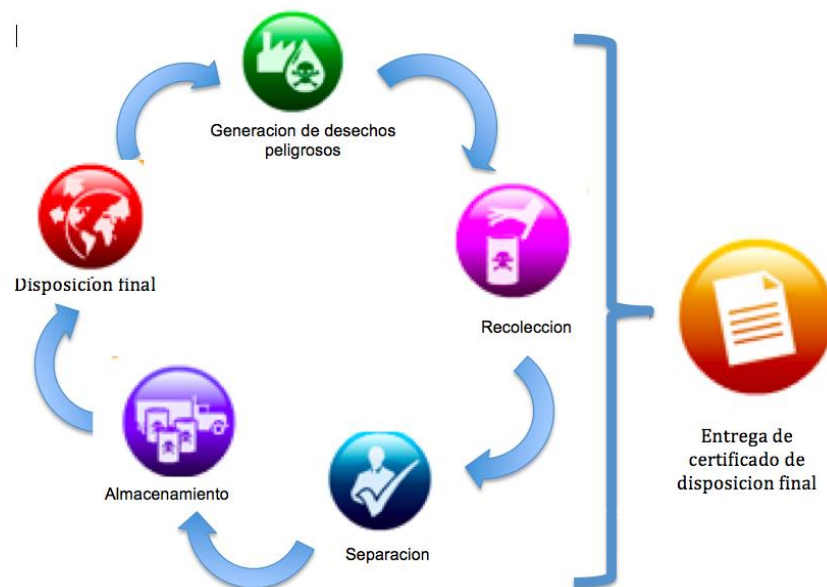 Generacion de desechos
peligrosos
Recoleccion
Separacion
Almacenamiento
Disposicion final
Entrega de
certificado de
disposicion final